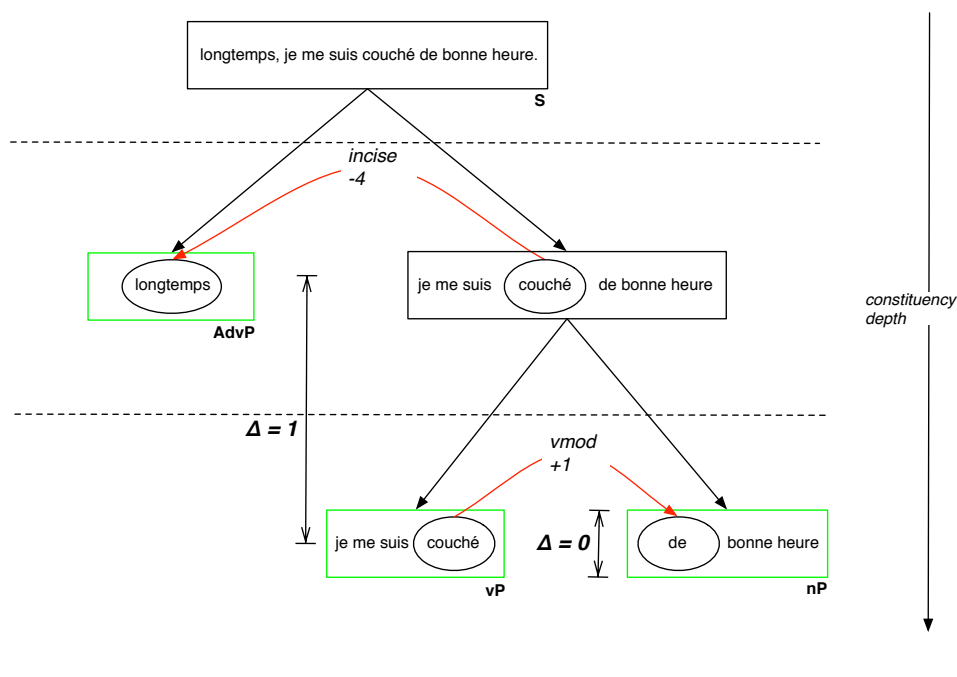 longtemps, je me suis couché de bonne heure.
S
incise
-4
longtemps
AdvP
je me suis couché de bonne heure
constituency
depth
Δ = 1
vmod
+1
je me suis couché
vP
Δ = 0
de bonne heure
nP